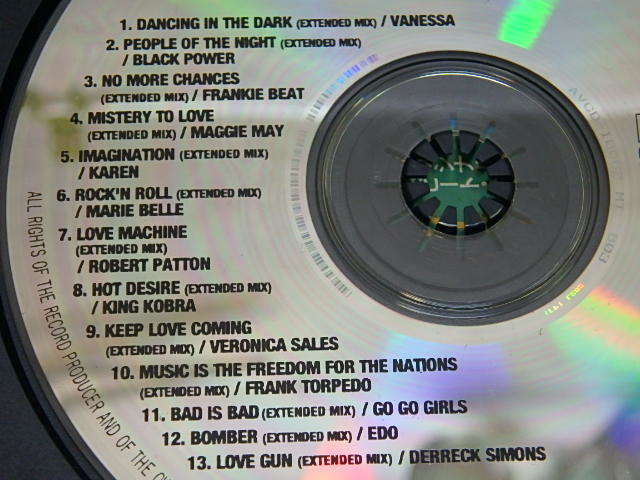 1. DANCING IN THE DARK (EXTENDED MIX) / VANESSA
2. PEOPLE OF THE NIGHT (EXTENDED MIX)
/ BLACK POWER
3. NO MORE CHANCES
(EXTENDED MIX) / FRANKIE BEAT
4. MISTERY TO LOVE
(EXTENDED MIX) / MAGGIE MAY
5. IMAGINATION (EXTENDED MIX)
/ KAREN
6. ROCK'N ROLL (EXTENDED MIX)
/ MARIE BELLE
7. LOVE MACHINE
(EXTENDED MIX)
/ ROBERT PATTON
8. HOT DESIRE (EXTENDED MIX)
/ KING KOBRA
9. KEEP LOVE COMING
(EXTENDED MIX) / VERONICA SALES
10. MUSIC IS THE FREEDOM FOR THE NATIONS
(EXTENDED MIX) / FRANK TORPEDO
11. BAD IS BAD (EXTENDED MIX) / GO GO GIRLS
12. BOMBER (EXTENDED MIX) / EDO
13. LOVE GUN (EXTENDED MIX) / DERRECK SIMONS
ALL RIGHTS OF THE RECORD PRODUCER AND OF THE